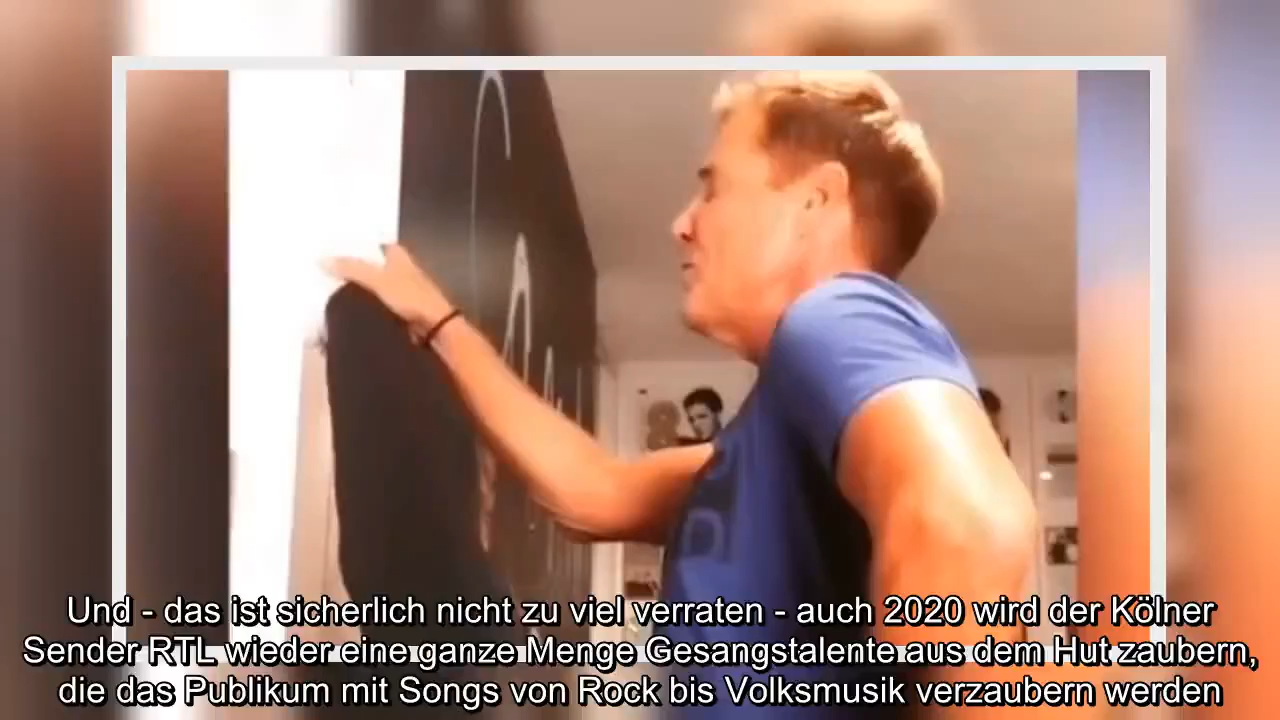 Und - das ist sicherlich nicht zu viel verraten - auch 2020 wird der Kölner
Sender RTL wieder eine ganze Menge Gesangstalente aus dem Hut zaubern,
die das Publikum mit Songs von Rock bis Volksmusik verzaubern werden